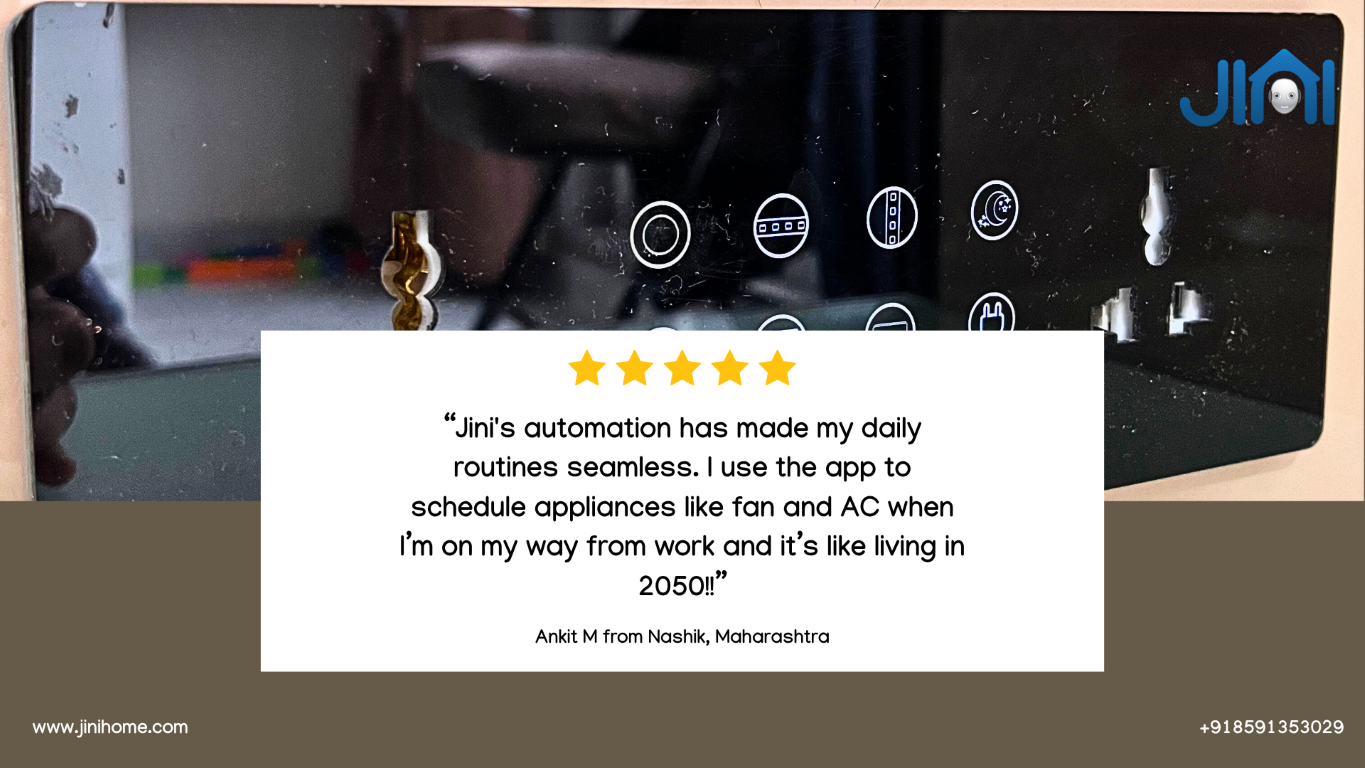 JINI
“Jini's automation has made my daily
routines seamless. I use the app to
schedule appliances like fan and AC when
I’m on my way from work and it’s like living in
2050!!”
Ankit M from Nashik, Maharashtra
www.jinihome.com
+918591353029